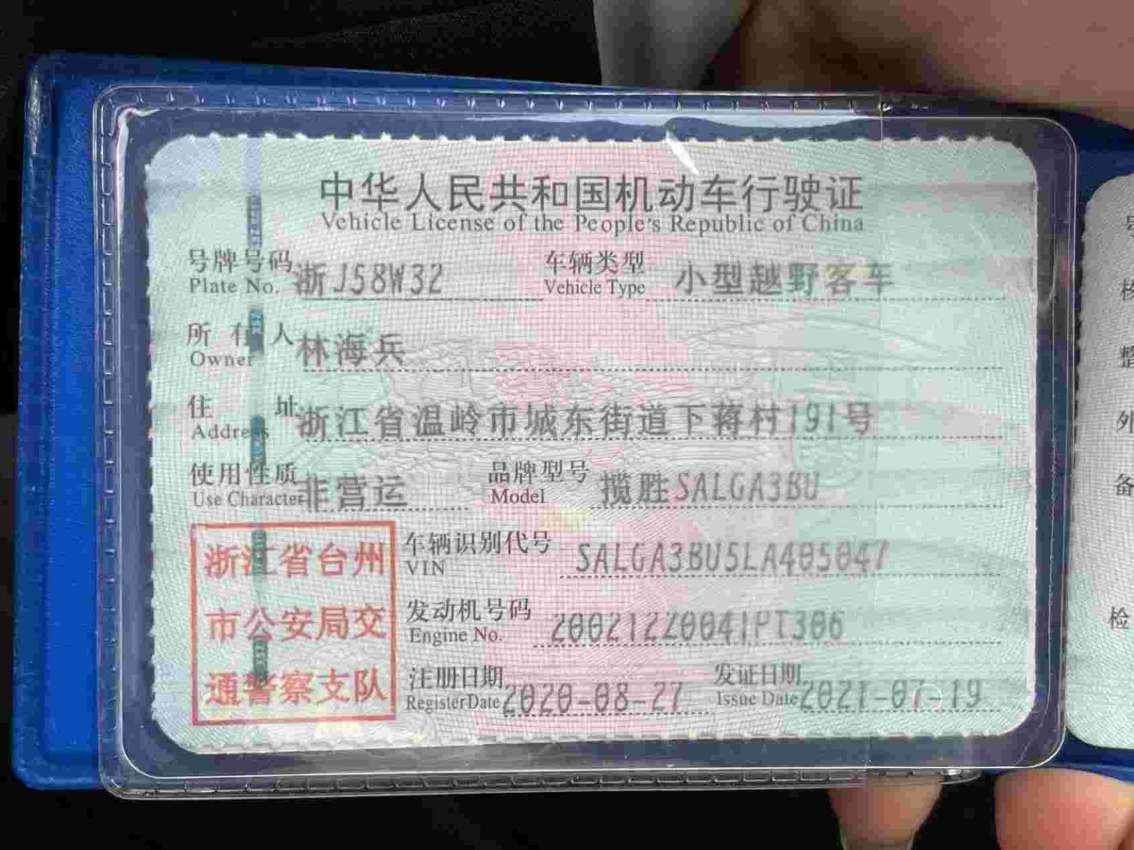 中华人民共和国机动车行驶证
Vehicle License of the People's Republic of China
号牌号码 浙J58W32 车辆类型 小型越野客车
Plate No. Vehicle Type
所有人 林海兵
Owner
住址 浙江省温岭市城东街道下蒋村191号
Address
使用性质 非营运 品牌型号 揽胜SALGA3BU
Use Character Model
浙江省台州
市公安局交
通警察支队
车辆识别代号 SALGA3BU5LA405047
VIN
发动机号码 20021220041PT306
Engine No.
注册日期 2020-08-27 发证日期 2021-07-19
Register Date Issue Date
外
备
检